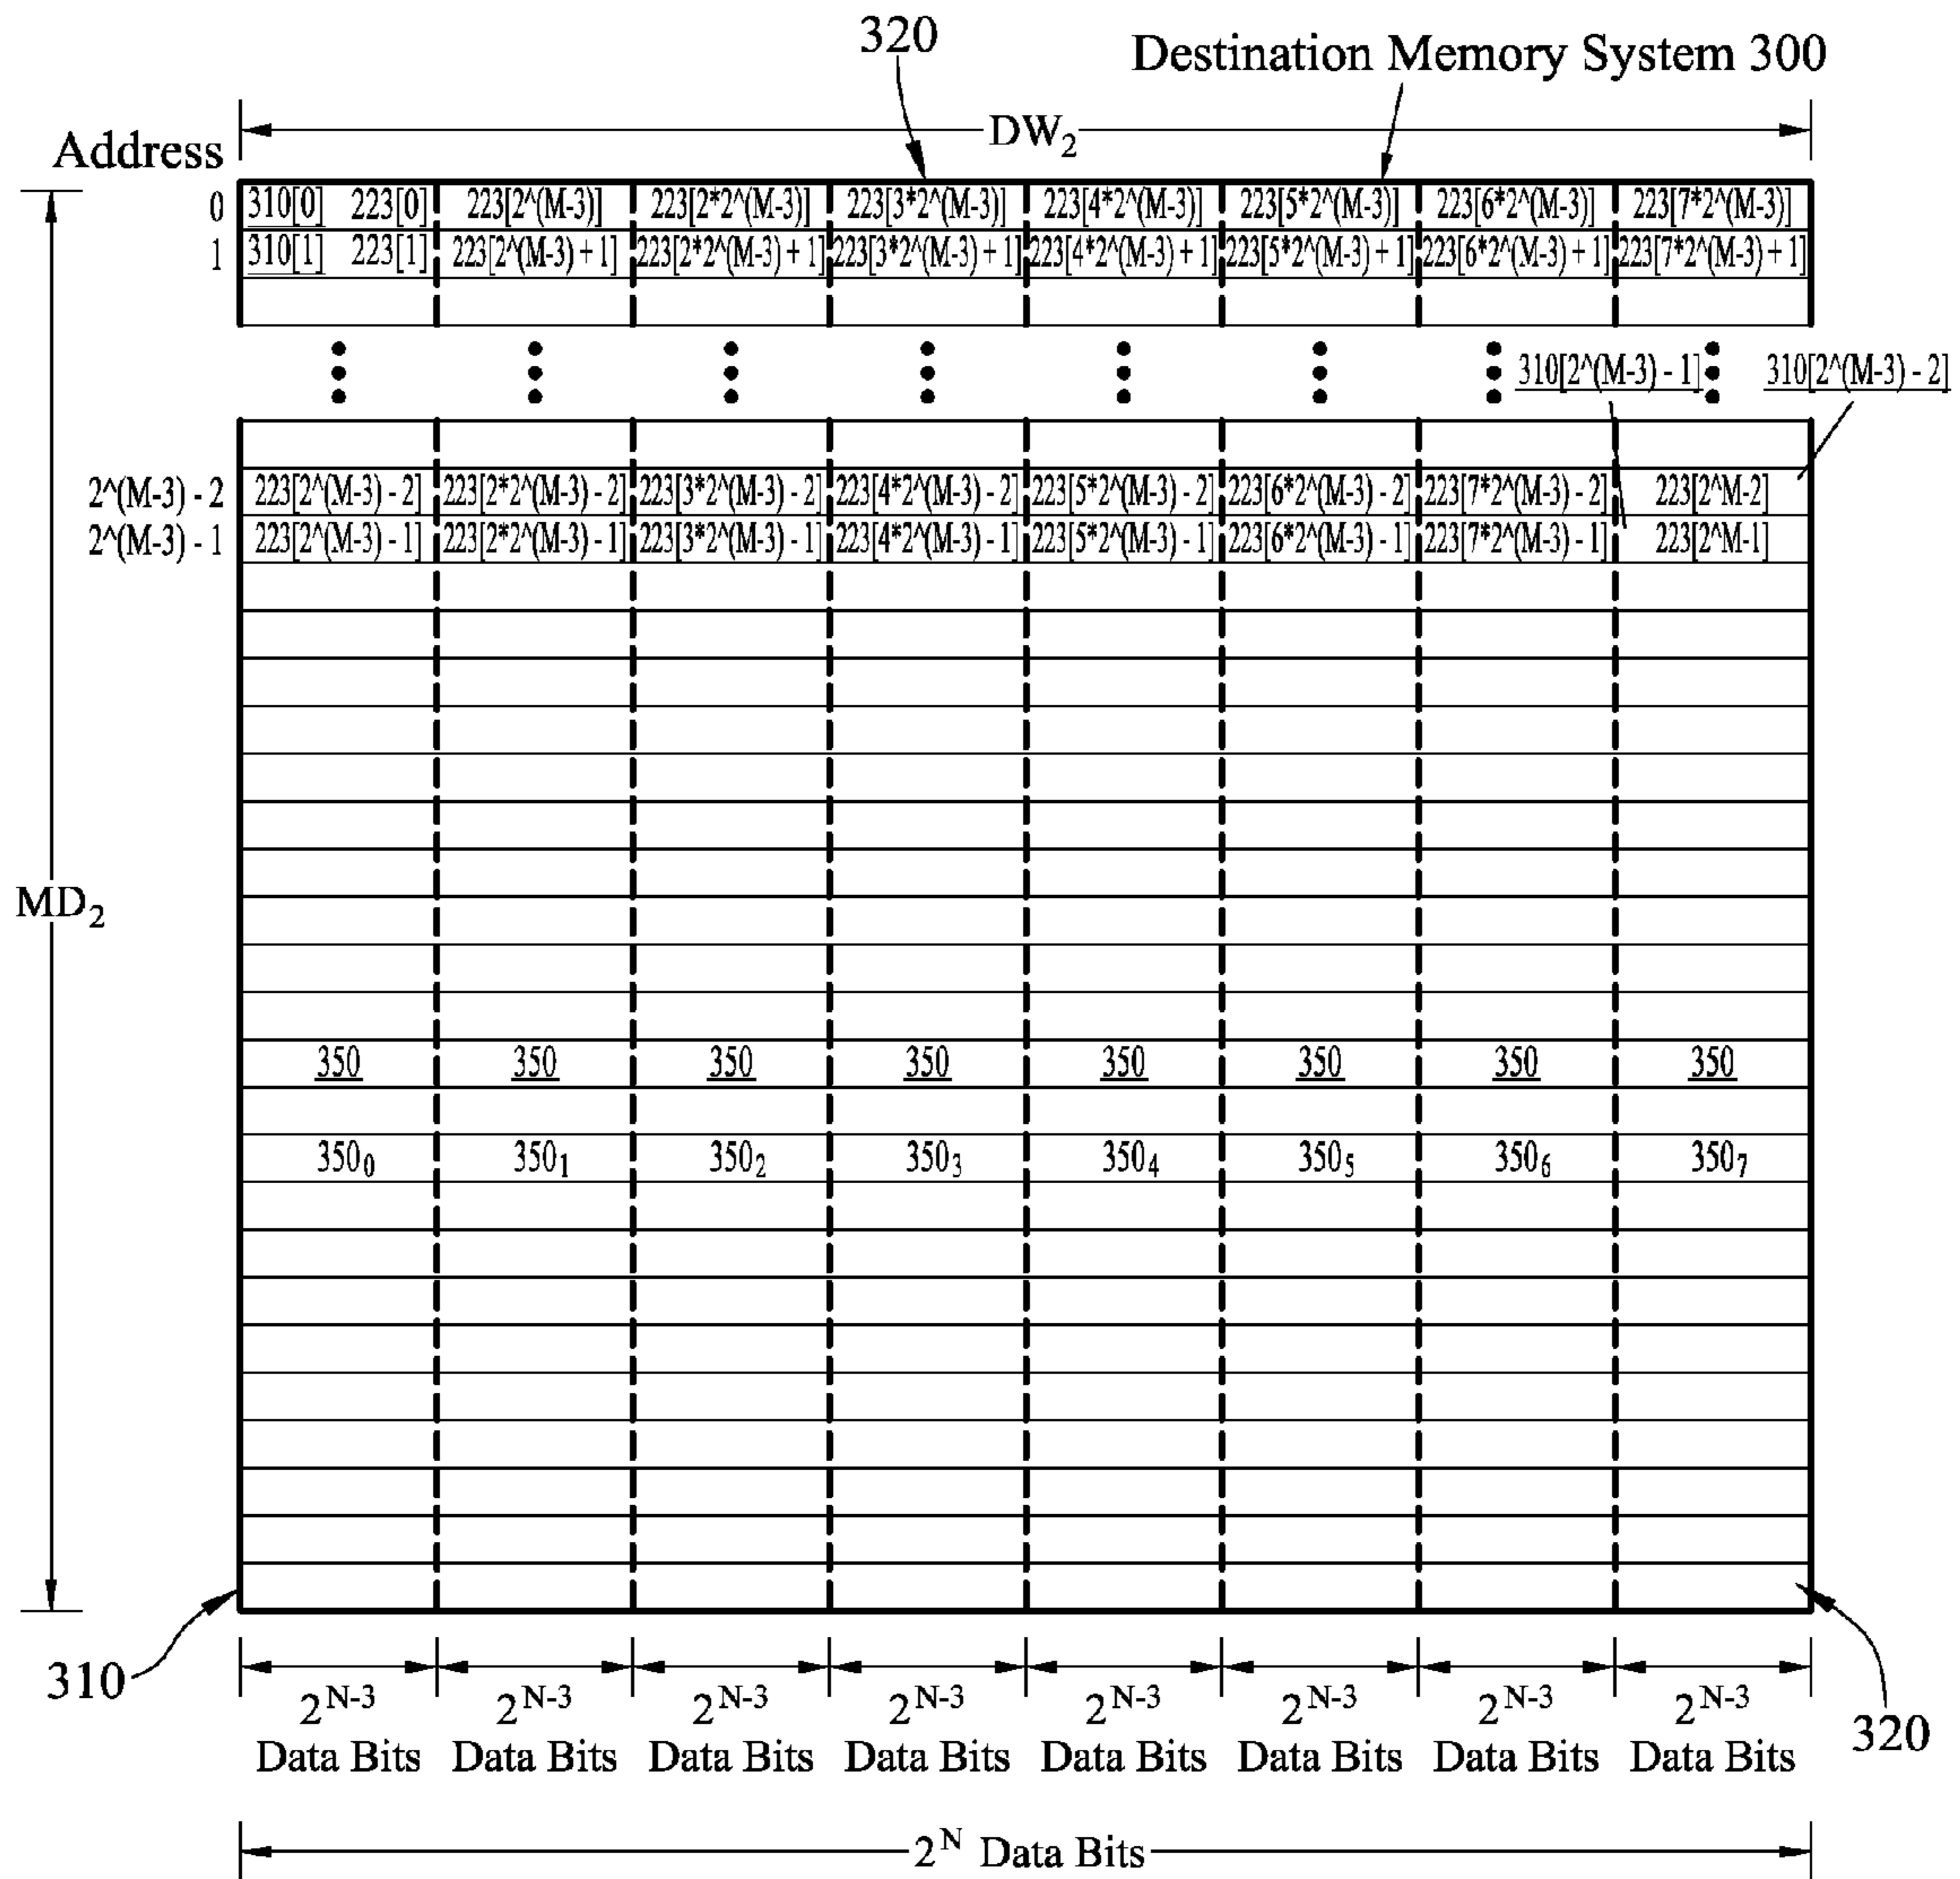 320
Destination Memory System 300
DW2
Address
0 310[0] 223[0] 223[2^(M-3)] 223[2*2^(M-3)] 223[3*2^(M-3)] 223[4*2^(M-3)] 223[5*2^(M-3)] 223[6*2^(M-3)] 223[7*2^(M-3)]
1 310[1] 223[1] 223[2^(M-3) + 1] 223[2*2^(M-3) + 1] 223[3*2^(M-3) + 1] 223[4*2^(M-3) + 1] 223[5*2^(M-3) + 1] 223[6*2^(M-3) + 1] 223[7*2^(M-3) + 1]
310[2^(M-3) - 1] 310[2^(M-3) - 2]
2^(M-3) - 2 223[2^(M-3) - 2] 223[2*2^(M-3) - 2] 223[3*2^(M-3) - 2] 223[4*2^(M-3) - 2] 223[5*2^(M-3) - 2] 223[6*2^(M-3) - 2] 223[7*2^(M-3) - 2] 223[2^M-2]
2^(M-3) - 1 223[2^(M-3) - 1] 223[2*2^(M-3) - 1] 223[3*2^(M-3) - 1] 223[4*2^(M-3) - 1] 223[5*2^(M-3) - 1] 223[6*2^(M-3) - 1] 223[7*2^(M-3) - 1] 223[2^M-1]
MD2
350 350 350 350 350 350 350 350
350₀ 350₁ 350₂ 350₃ 350₄ 350₅ 350₆ 350₇
310
320
2^N-3 2^N-3 2^N-3 2^N-3 2^N-3 2^N-3 2^N-3 2^N-3
Data Bits Data Bits Data Bits Data Bits Data Bits Data Bits Data Bits Data Bits
2^N Data Bits